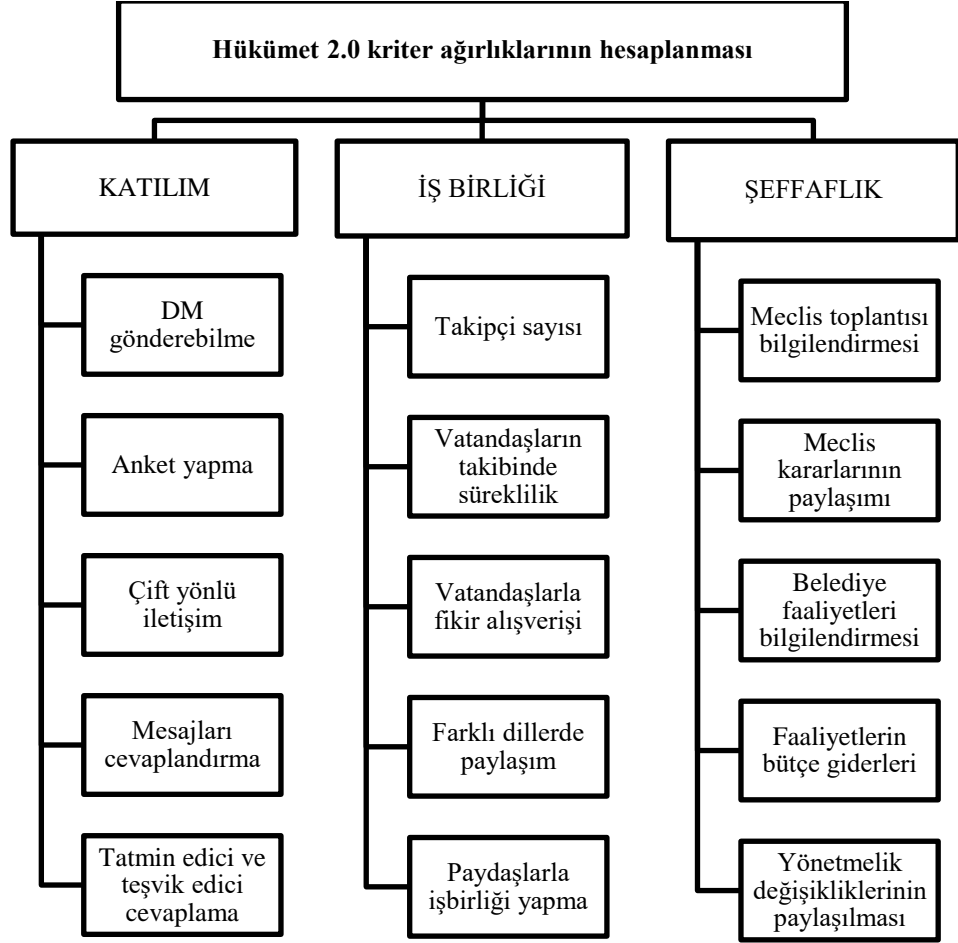 Hükümet 2.0 kriter ağırlıklarının hesaplanması
KATILIM
DM
gönderebilme
Anket yapma
Çift yönlü
iletişim
Mesajları
cevaplandırma
Tatmin edici ve
teşvik edici
cevaplama
İŞ BİRLİĞİ
Takipçi sayısı
Vatandaşların
takibinde
süreklilik
Vatandaşlarla
fikir alışverişi
Farklı dillerde
paylaşım
Paydaşlarla
işbirliği yapma
ŞEFFAFLIK
Meclis toplantısı
bilgilendirmesi
Meclis
kararlarının
paylaşımı
Belediye
faaliyetleri
bilgilendirmesi
Faaliyetlerin
bütçe giderleri
Yönetmelik
değişikliklerinin
paylaşılması